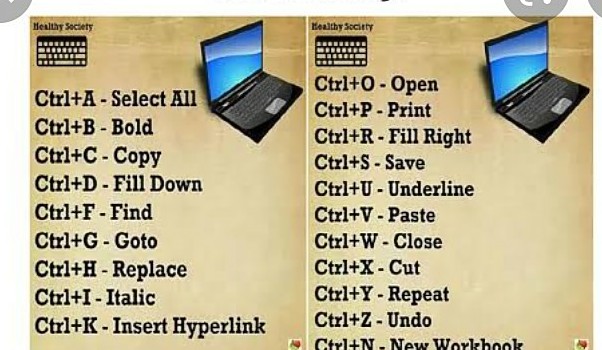 Healthy Society
Ctrl+A - Select All
Ctrl+B - Bold
Ctrl+C - Copy
Ctrl+D - Fill Down
Ctrl+F - Find
Ctrl+G - Goto
Ctrl+H - Replace
Ctrl+I - Italic
Ctrl+K - Insert Hyperlink
Healthy Society
Ctrl+O - Open
Ctrl+P - Print
Ctrl+R - Fill Right
Ctrl+S - Save
Ctrl+U - Underline
Ctrl+V - Paste
Ctrl+W - Close
Ctrl+X - Cut
Ctrl+Y - Repeat
Ctrl+Z - Undo
Ctrl+N - New Workbook